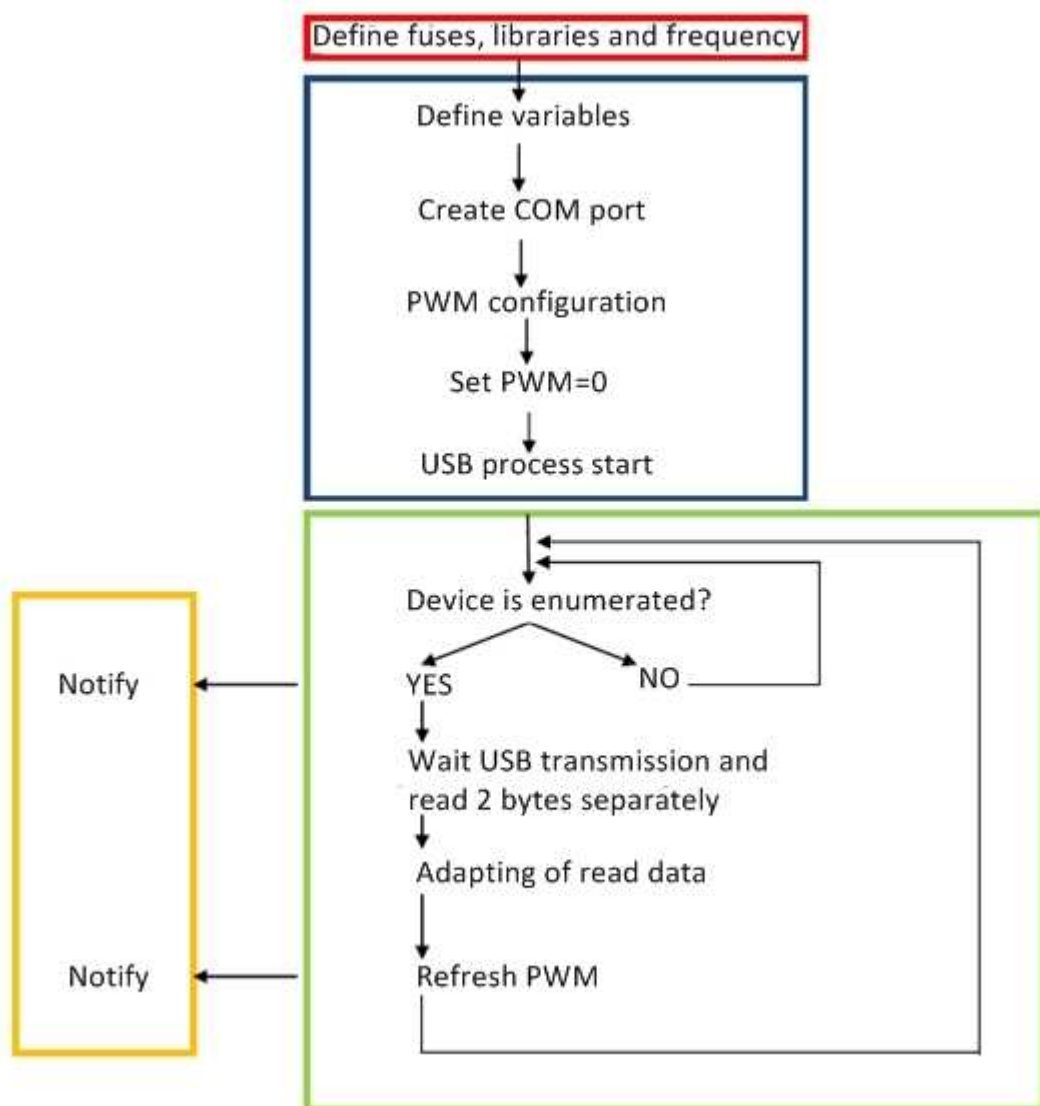 Define fuses, libraries and frequency
Define variables
Create COM port
PWM configuration
Set PWM=0
USB process start
Device is enumerated?
YES
NO
Notify
Wait USB transmission and
read 2 bytes separately
Adapting of read data
Notify
Refresh PWM